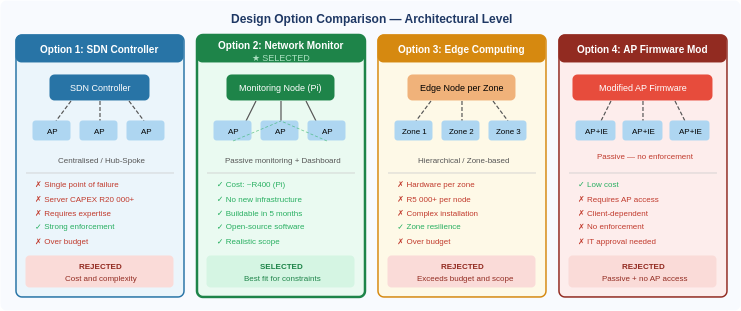 Design Option Comparison — Architectural Level
Option 1: SDN Controller
SDN Controller
AP AP AP
Centralised / Hub-Spoke
✗ Single point of failure
✗ Server CAPEX R20 000+
✗ Requires expertise
✓ Strong enforcement
✗ Over budget
REJECTED
Cost and complexity
Option 2: Network Monitor
★ SELECTED
Monitoring Node (Pi)
AP AP AP
Passive monitoring + Dashboard
✓ Cost: ~R400 (Pi)
✓ No new infrastructure
✓ Buildable in 5 months
✓ Open-source software
✓ Realistic scope
SELECTED
Best fit for constraints
Option 3: Edge Computing
Edge Node per Zone
Zone 1 Zone 2 Zone 3
Hierarchical / Zone-based
✗ Hardware per zone
✗ R5 000+ per node
✗ Complex installation
✓ Zone resilience
✗ Over budget
REJECTED
Exceeds budget and scope
Option 4: AP Firmware Mod
Modified AP Firmware
AP+IE AP+IE AP+IE
Passive — no enforcement
✓ Low cost
✗ Requires AP access
✗ Client-dependent
✗ No enforcement
✗ IT approval needed
REJECTED
Passive + no AP access